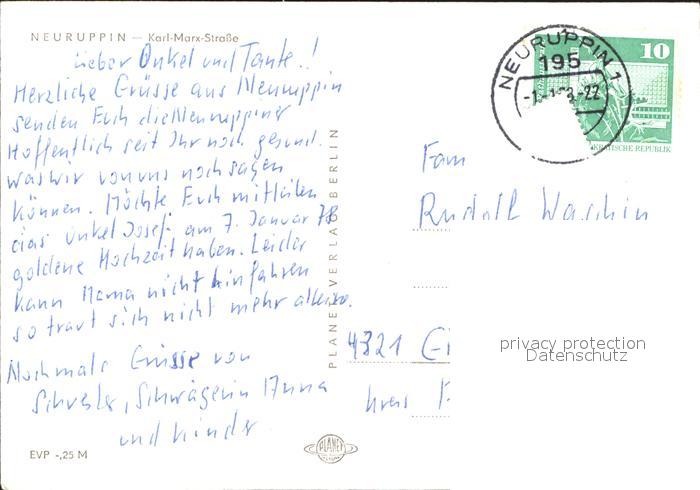 NEURUPPIN — Karl-Marx-Straße
Lieber Onkel und Tante!
Herzliche Grüsse aus Neuruppin
senden Euch die Neuruppiner
Hoffentlich seit Ihr noch gesund.
was wir von uns noch sagen
können. Möchte Euch mitteilen
das Onkel Josef am 7. Januar 78
goldene Hochzeit haben. Leider
kann Mama nicht hinfahren
so traut sich nicht mehr alleine.
Nochmals Grüsse von
Schwester, Schwägerin Anna
und Kinder
EVP -,25 M
PLANET-VERLAG BERLIN
PLANET
NEURUPPIN 1
195
-22
10
KRATISCHE REPUBLIK
Fam
Rudolf
4321
Kreis
privacy protection
Datenschutz